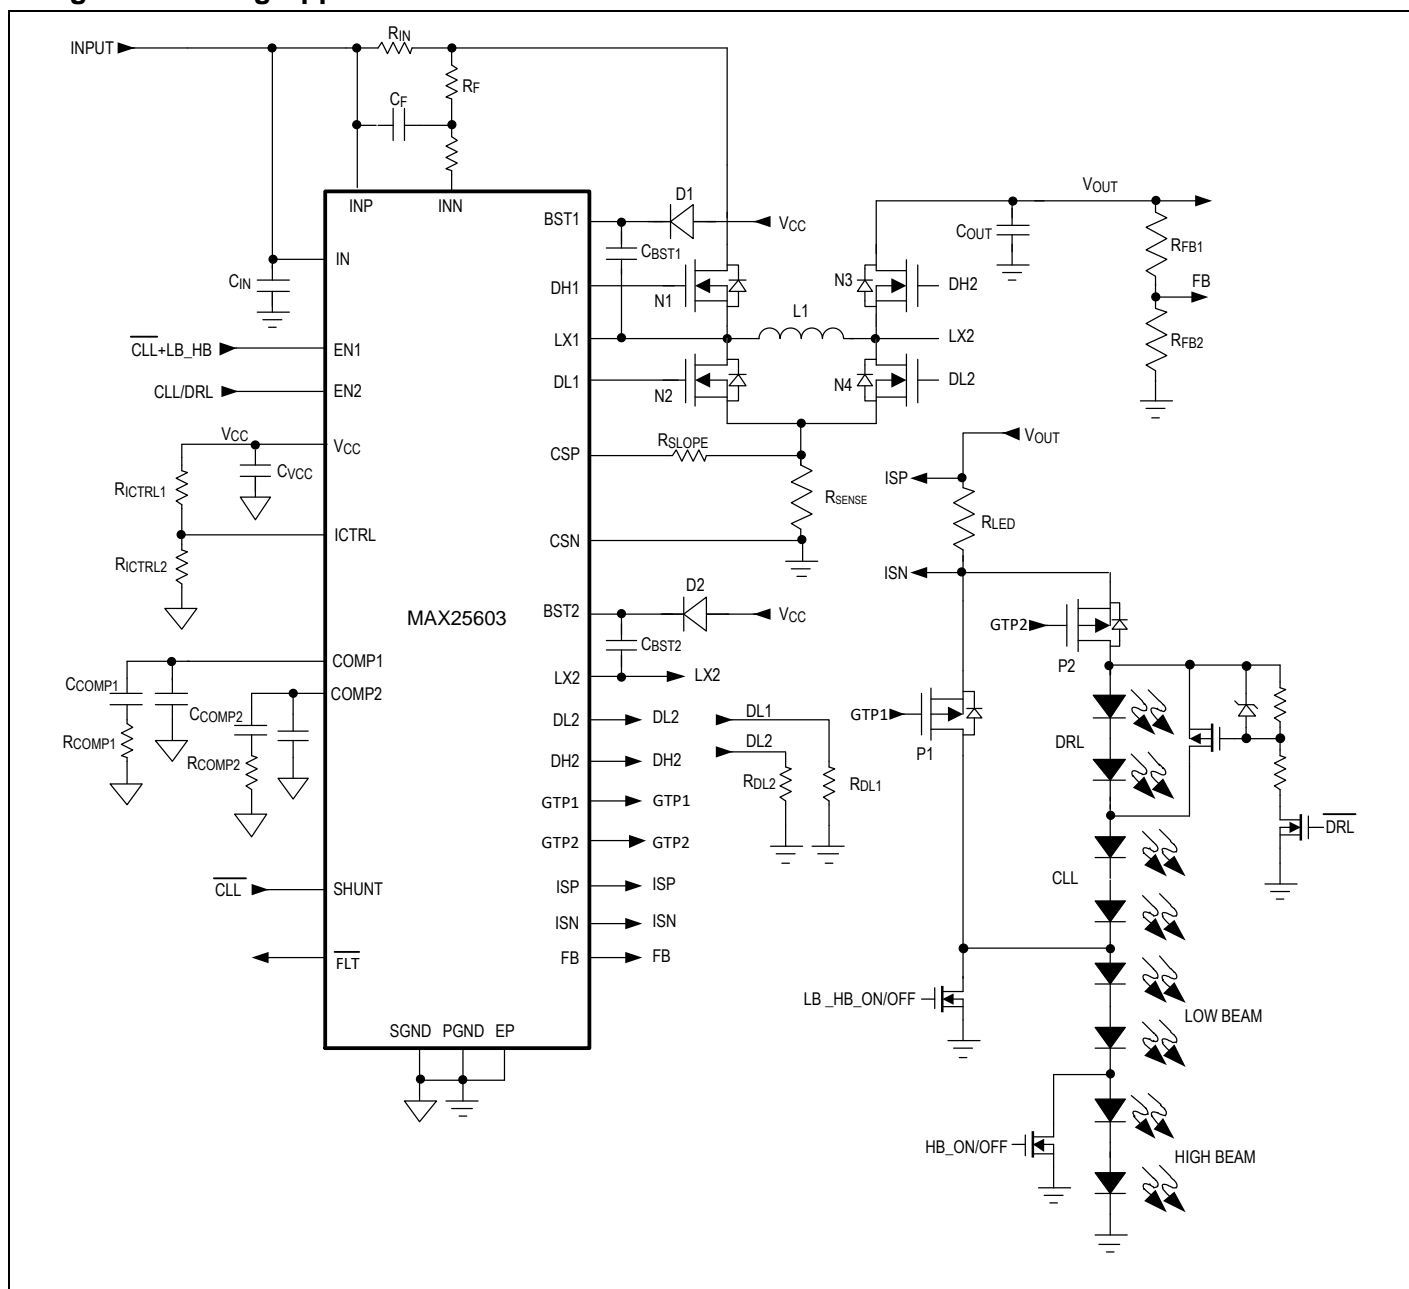 INPUT
RIN
RF
CF
INP
INN
IN
CIN
CLL+LB_HB
EN1
CLL/DRL
EN2
VCC
VCC
CVCC
RICTRL1
ICTRL
RICTRL2
MAX25603
COMP1
CCOMP1
COMP2
CCOMP2
RCOMP1
RCOMP2
CLL
SHUNT
FLT
SGND
PGND
EP
BST1
D1
VCC
CBST1
DH1
N1
N3
DH2
LX1
L1
LX2
DL1
N2
N4
DL2
CSP
RSLOPE
RSENSE
CSN
BST2
D2
VCC
CBST2
LX2
LX2
DL2
DL2
DH2
DH2
GTP1
GTP1
GTP2
GTP2
ISP
ISP
ISN
ISN
FB
FB
DL1
DL2
RDL2
RDL1
VOUT
COUT
RFB1
FB
RFB2
VOUT
ISP
RLED
ISN
GTP2
P2
GTP1
P1
DRL
DRL
CLL
LB _HB_ON/OFF
LOW BEAM
HB_ON/OFF
HIGH BEAM